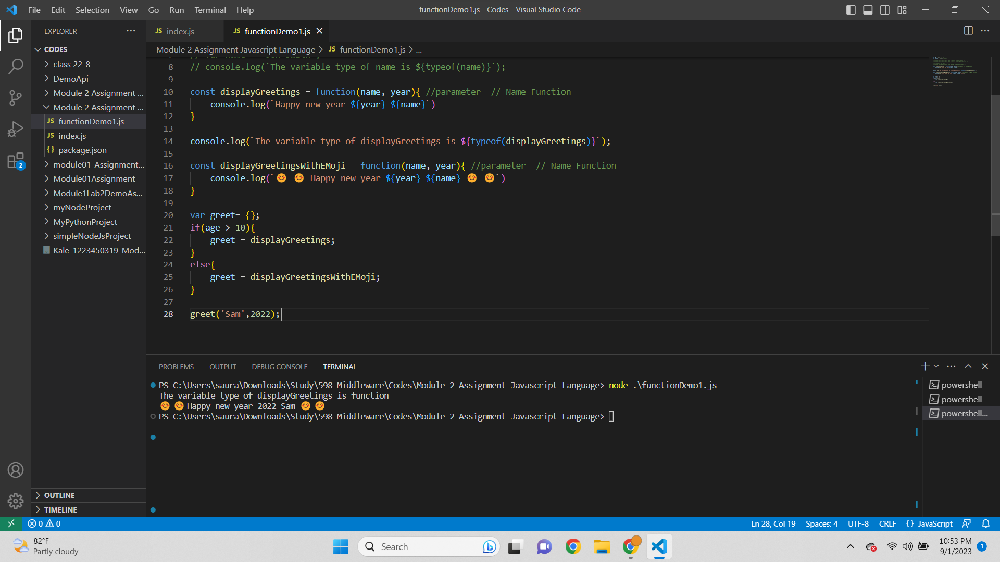 File Edit Selection View Go Run Terminal Help
functionDemo1.js - Codes - Visual Studio Code
EXPLORER
CODES
class 22-8
DemoApi
Module 2 Assignment ...
Module 2 Assignment ...
JS functionDemo1.js
JS index.js
{} package.json
module01-Assignment...
Module01Assignment
Module1Lab2DemoAs...
myNodeProject
MyPythonProject
simpleNodeJsProject
Kale_1223450319_Mod...
OUTLINE
TIMELINE
2
JS index.js
JS functionDemo1.js
Module 2 Assignment Javascript Language > JS functionDemo1.js > ...
8 // console.log(`The variable type of name is ${typeof(name)}`);
9
10 const displayGreetings = function(name, year){ //parameter // Name Function
11 console.log(`Happy new year ${year} ${name}`)
12 }
13
14 console.log(`The variable type of displayGreetings is ${typeof(displayGreetings)}`);
15
16 const displayGreetingsWithEMoji = function(name, year){ //parameter // Name Function
17 console.log(`😊 😊 Happy new year ${year} ${name} 😊 😊`)
18 }
19
20 var greet= {};
21 if(age > 10){
22 greet = displayGreetings;
23 }
24 else{
25 greet = displayGreetingsWithEMoji;
26 }
27
28 greet('Sam',2022);
PROBLEMS OUTPUT DEBUG CONSOLE TERMINAL
PS C:\Users\saura\Downloads\Study\598 Middleware\Codes\Module 2 Assignment Javascript Language> node .\functionDemo1.js
The variable type of displayGreetings is function
😊 😊 Happy new year 2022 Sam 😊 😊
PS C:\Users\saura\Downloads\Study\598 Middleware\Codes\Module 2 Assignment Javascript Language>
powershell
powershell
powershell...
0 0
Ln 28, Col 19 Spaces: 4 UTF-8 CRLF {} JavaScript
82°F
Partly cloudy
Search
10:53 PM
9/1/2023
1